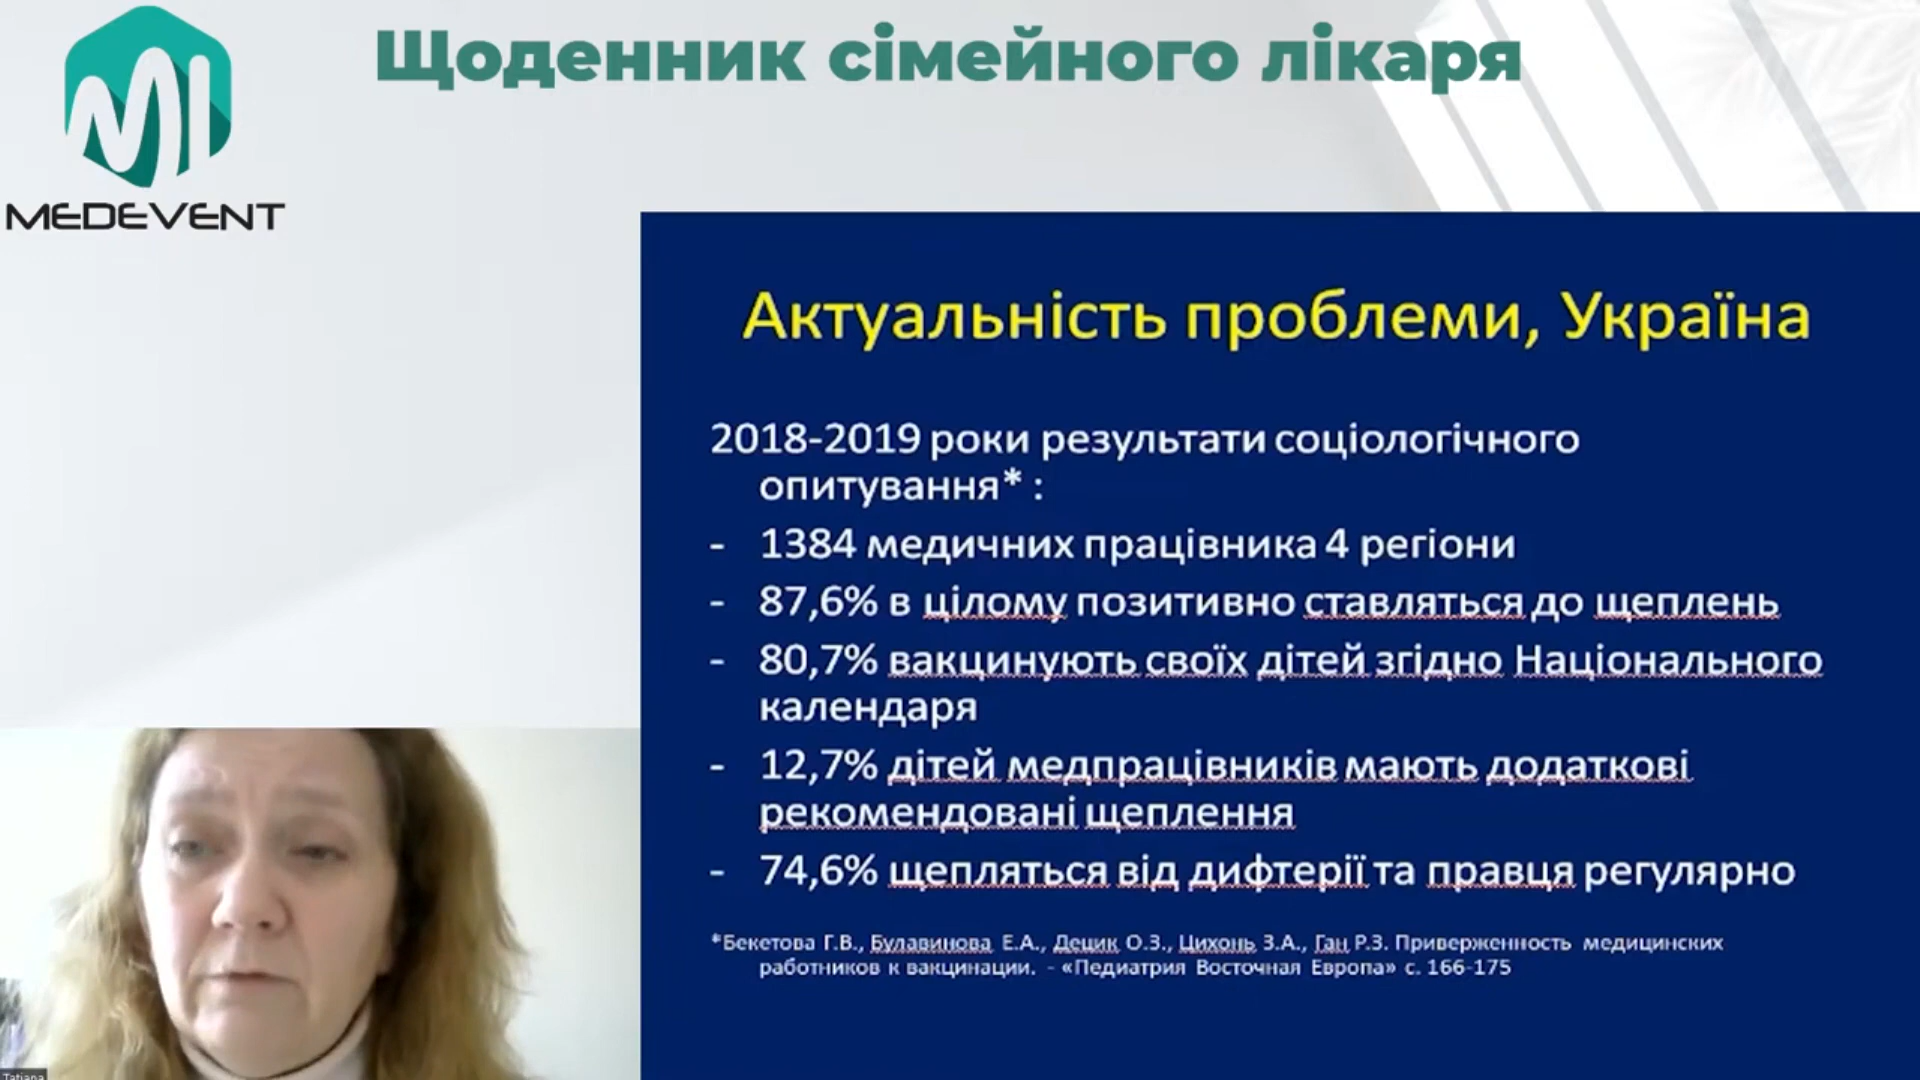 Щоденник сімейного лікаря
MEDEVENT
Актуальність проблеми, Україна
2018-2019 роки результати соціологічного
опитування* :
- 1384 медичних працівника 4 регіони
- 87,6% в цілому позитивно ставляться до щеплень
- 80,7% вакцинують своїх дітей згідно Національного
календаря
- 12,7% дітей медпрацівників мають додаткові
рекомендовані щеплення
- 74,6% щепляться від дифтерії та правця регулярно
*Бекетова Г.В., Булавинова Е.А., Децик О.З., Цихонь З.А., Ган Р.З. Приверженность медицинских
работников к вакцинации. - «Педиатрия Восточная Европа» с. 166-175
Tatiana